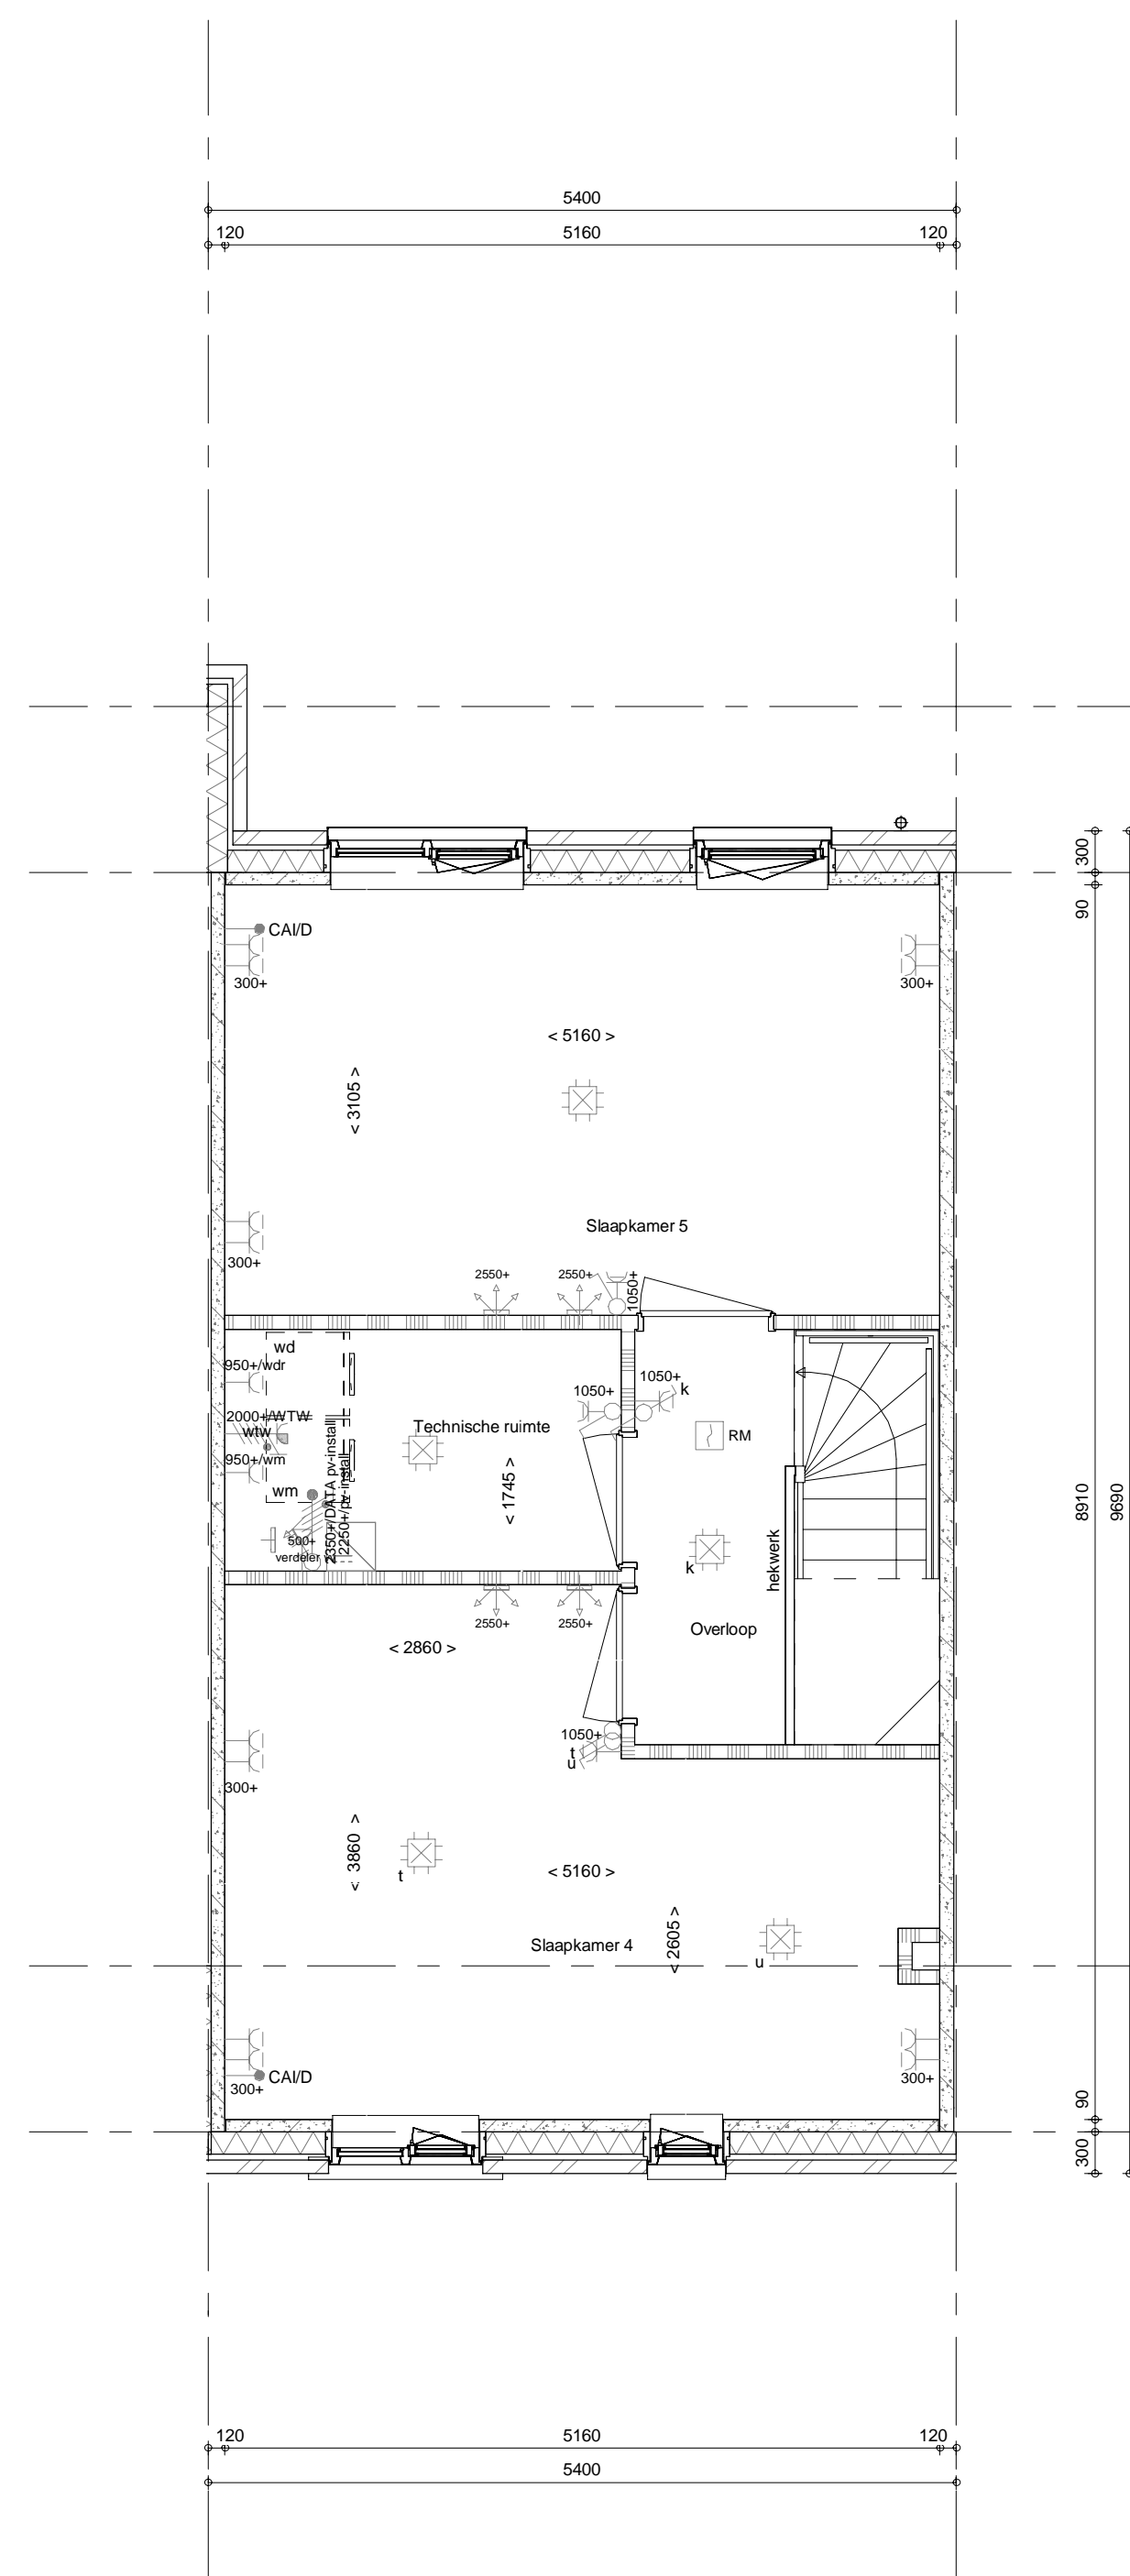 5400
120 5160 120
300
90
CAI/D
300+ 300+
< 5160 >
< 3105 >
Slaapkamer 5
300+
2550+ 2550+ 1050+
wd
950+/wdr
1050+ 1050+ k
2000+/WTW
wtw
Technische ruimte
RM
950+/wm
wm
2350+/DATA pv-install
2250+/pv-install
< 1745 >
8910
9690
500+
verdeler v
k
hekwerk
2550+ 2550+
Overloop
< 2860 >
1050+
t
u
300+
< 3860 >
t
< 5160 >
< 2605 >
Slaapkamer 4
u
CAI/D
300+ 300+
90
300
120 5160 120
5400